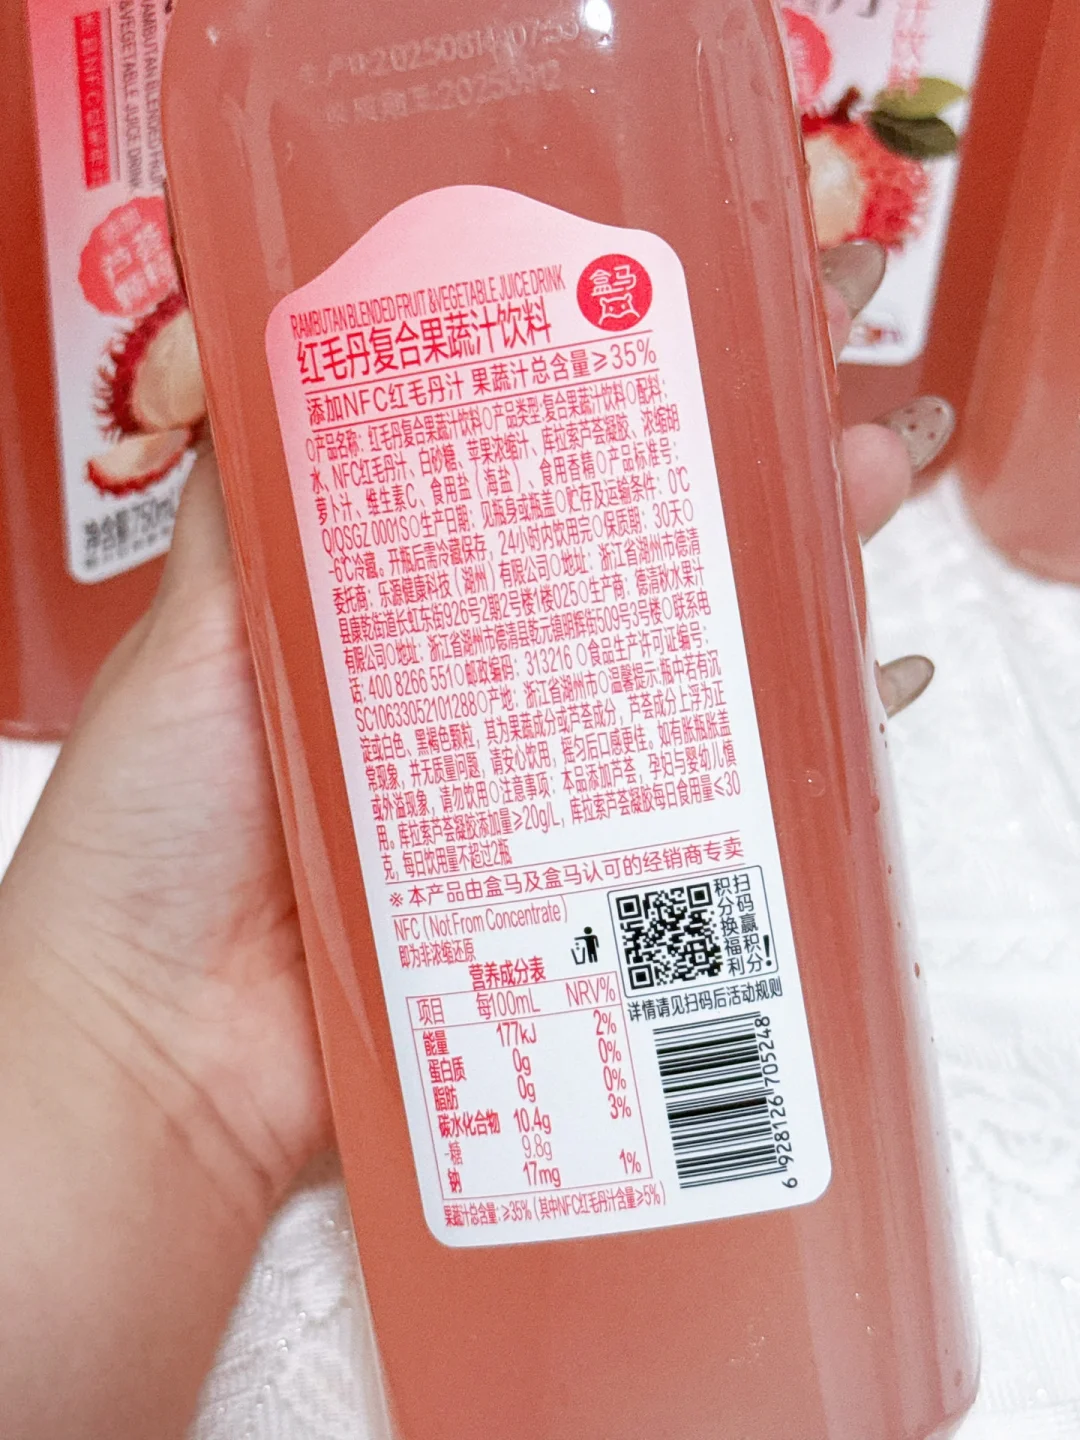 生产日:20250814 07:53
保质期至:20250912
RAMBUTAN BLENDED FRUIT &VEGETABLE JUICE DRINK
红毛丹复合果蔬汁饮料
盒马
添加NFC红毛丹汁 果蔬汁总含量≥35%
○产品名称: 红毛丹复合果蔬汁饮料○产品类型:复合果蔬汁饮料○配料:
水、NFC红毛丹汁、白砂糖、苹果浓缩汁、库拉索芦荟凝胶、浓缩胡
萝卜汁、维生素C、食用盐(海盐)、食用香精○产品标准号:
Q/QSGZ 0001S○生产日期: 见瓶身或瓶盖○贮存及运输条件: 0℃
-6℃冷藏。开瓶后需冷藏保存, 24小时内饮用完○保质期: 30天○
委托商: 乐源健康科技(湖州)有限公司○地址: 浙江省湖州市德清
县康乾街道长虹东街926号2期2号楼1楼025○生产商: 德清秋水果汁
有限公司○地址: 浙江省湖州市德清县乾元镇明辉街509号3号楼○联系电
话: 400 8266 551○邮政编码: 313216 ○食品生产许可证编号:
SC10633052101288○产地: 浙江省湖州市○温馨提示:瓶中若有沉
淀或白色、黑褐色颗粒, 其为果蔬成分或芦荟成分, 芦荟成分上浮为正
常现象, 并无质量问题, 请安心饮用, 摇匀后口感更佳。如有胀瓶胀盖
或外溢现象, 请勿饮用○注意事项: 本品添加芦荟, 孕妇与婴幼儿慎
用。库拉索芦荟凝胶添加量≥20g/L, 库拉索芦荟凝胶每日食用量≤30
克, 每日饮用量不超过2瓶
※本产品由盒马及盒马认可的经销商专卖
NFC (Not From Concentrate)
即为非浓缩还原
扫码赢积分!
积分换福利
详情请见扫码后活动规则
营养成分表
项目 每100mL NRV%
能量 177kJ 2%
蛋白质 0g 0%
脂肪 0g 0%
碳水化合物 10.4g 3%
-糖 9.8g
钠 17mg 1%
果蔬汁总含量:≥35% (其中NFC红毛丹汁含量≥5%)
6 928126 705248
RAMBUTAN BLENDED FRUIT
&VEGETABLE JUICE DRINK
净含量:750mL